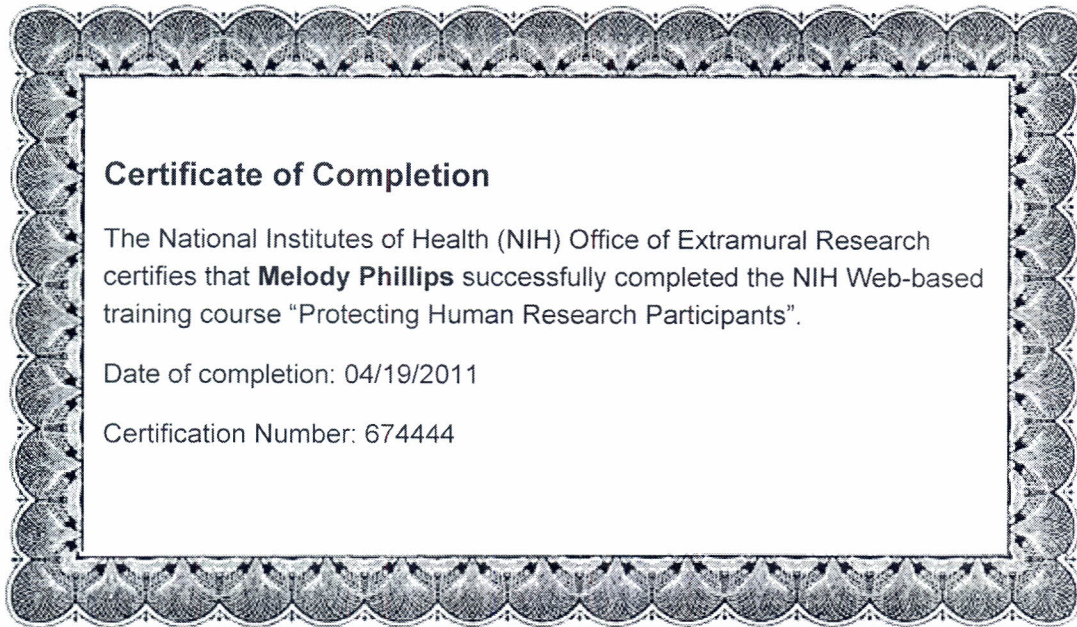 Certificate of Completion
The National Institutes of Health (NIH) Office of Extramural Research
certifies that Melody Phillips successfully completed the NIH Web-based
training course “Protecting Human Research Participants”.
Date of completion: 04/19/2011
Certification Number: 674444